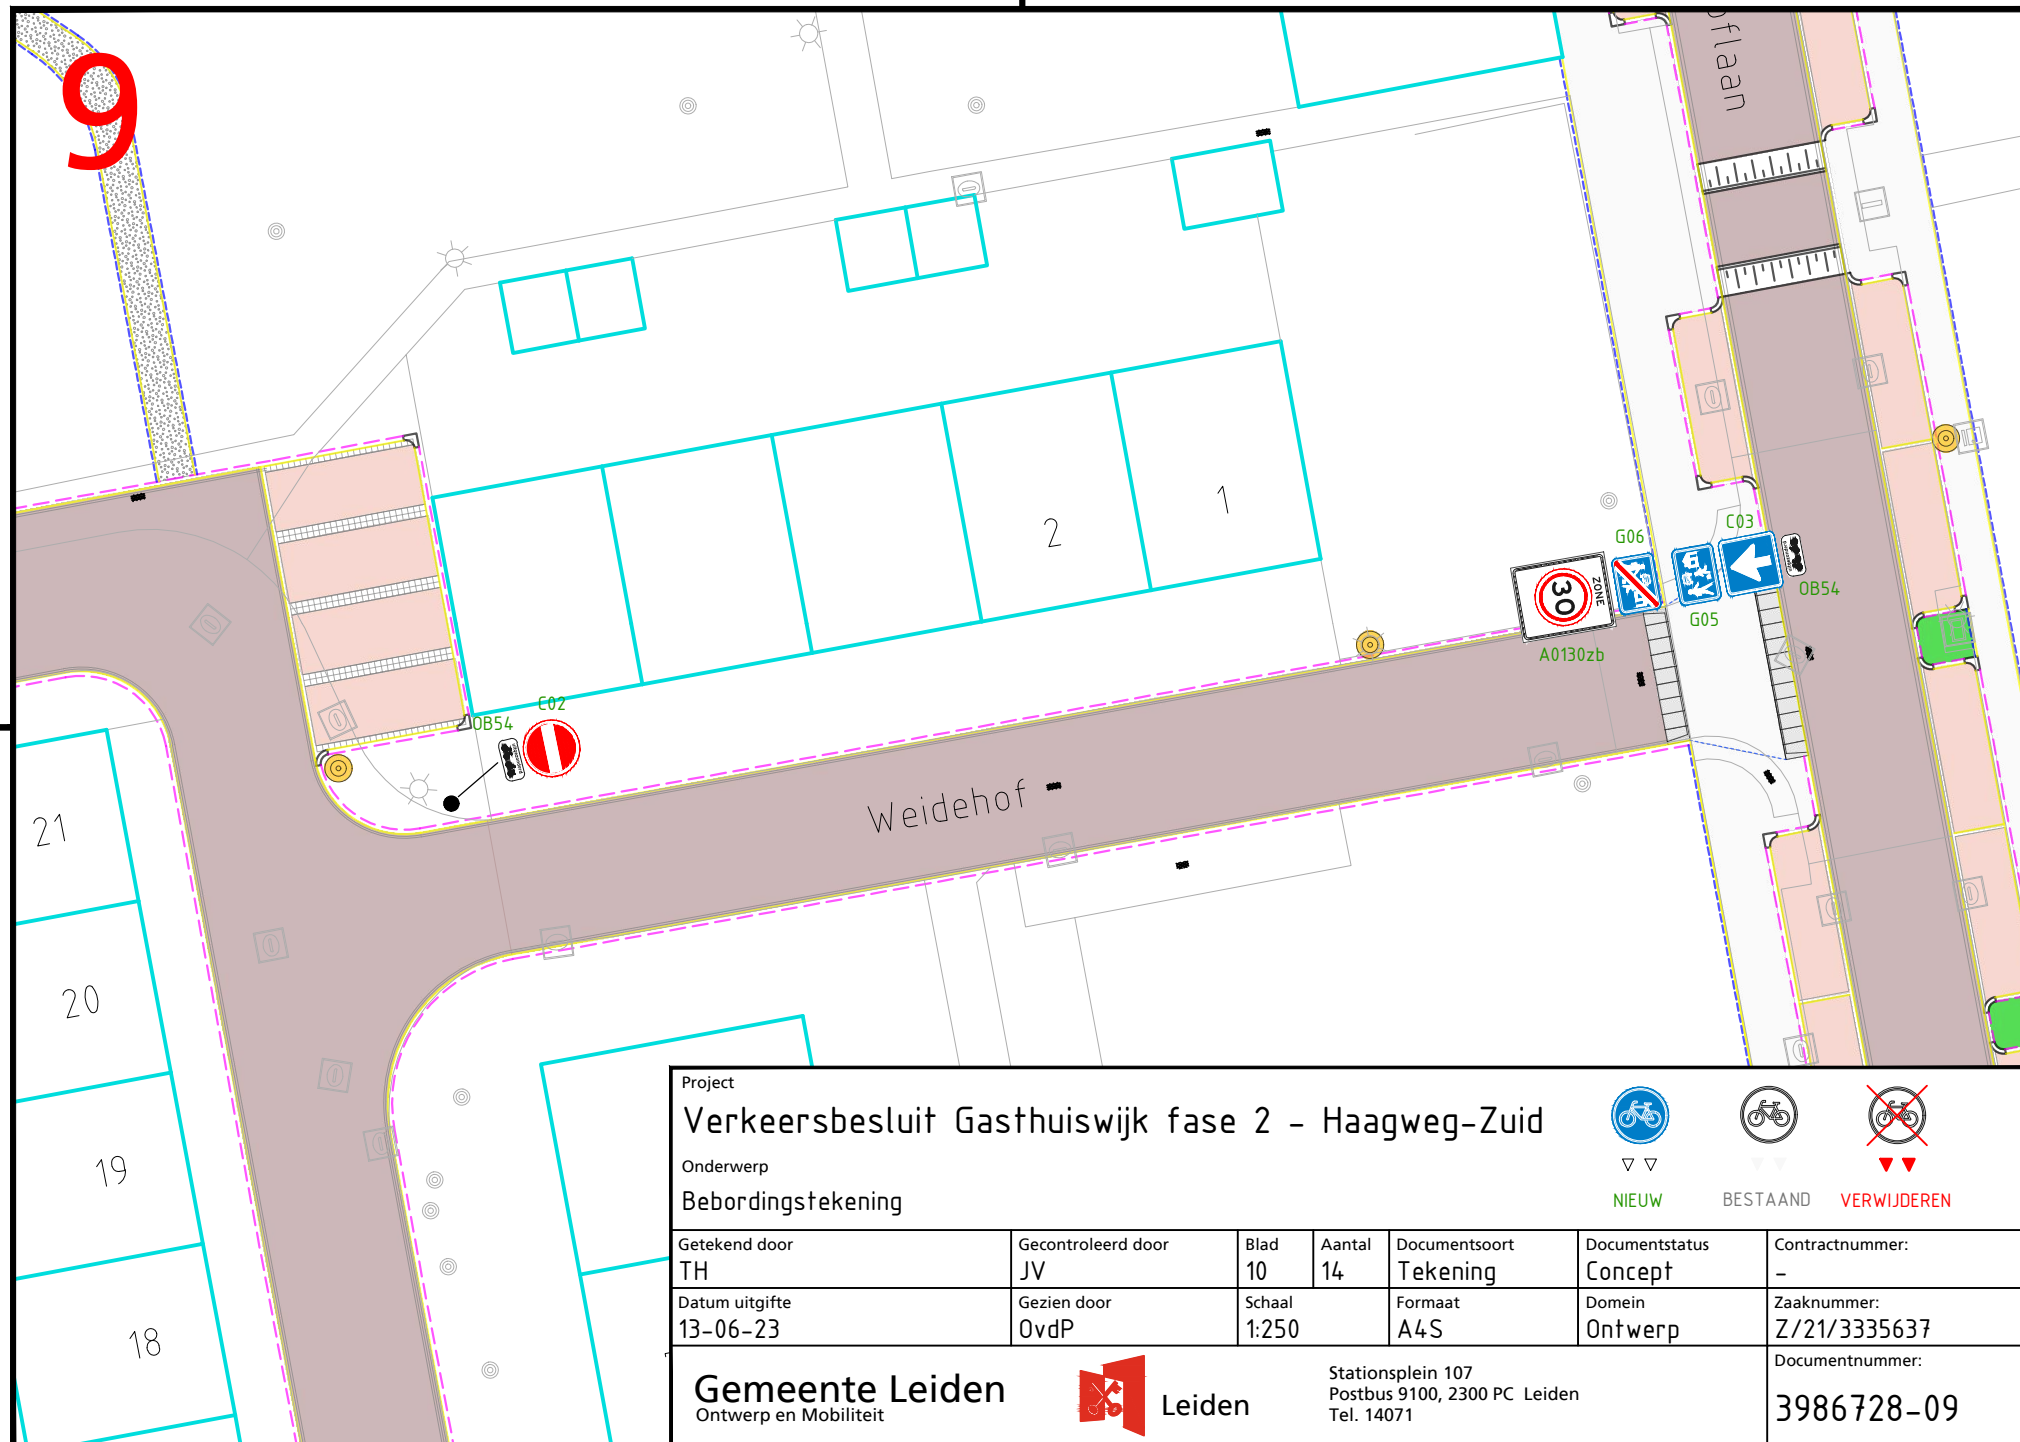 9
oflaan
1
2
G06
C03
ZONE
30
OB54
G05
A0130zb
C02
OB54
Weidehof
21
20
19
18
Project
Verkeersbesluit Gasthuiswijk fase 2 - Haagweg-Zuid
Onderwerp
Bebordingstekening
NIEUW
BESTAAND
VERWIJDEREN
Getekend door
TH
Gecontroleerd door
JV
Blad
10
Aantal
14
Documentsoort
Tekening
Documentstatus
Concept
Contractnummer:
-
Datum uitgifte
13-06-23
Gezien door
OvdP
Schaal
1:250
Formaat
A4S
Domein
Ontwerp
Zaaknummer:
Z/21/3335637
Gemeente Leiden
Ontwerp en Mobiliteit
Leiden
Stationsplein 107
Postbus 9100, 2300 PC Leiden
Tel. 14071
Documentnummer:
3986728-09